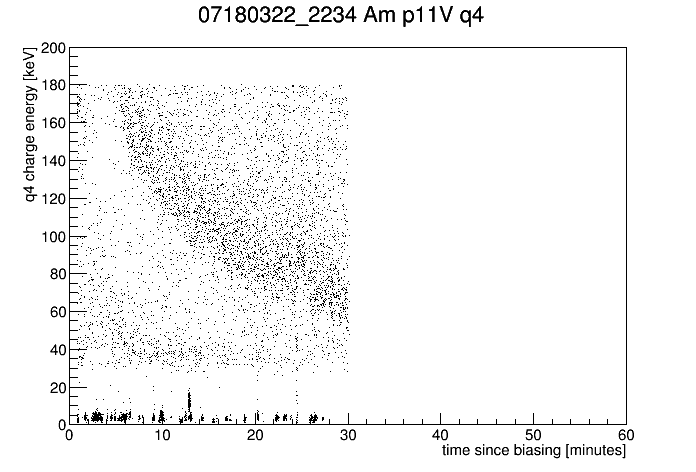 07180322_2234 Am p11V q4
q4 charge energy [keV]
200
180
160
140
120
100
80
60
40
20
0
0 10 20 30 40 50 60
time since biasing [minutes]